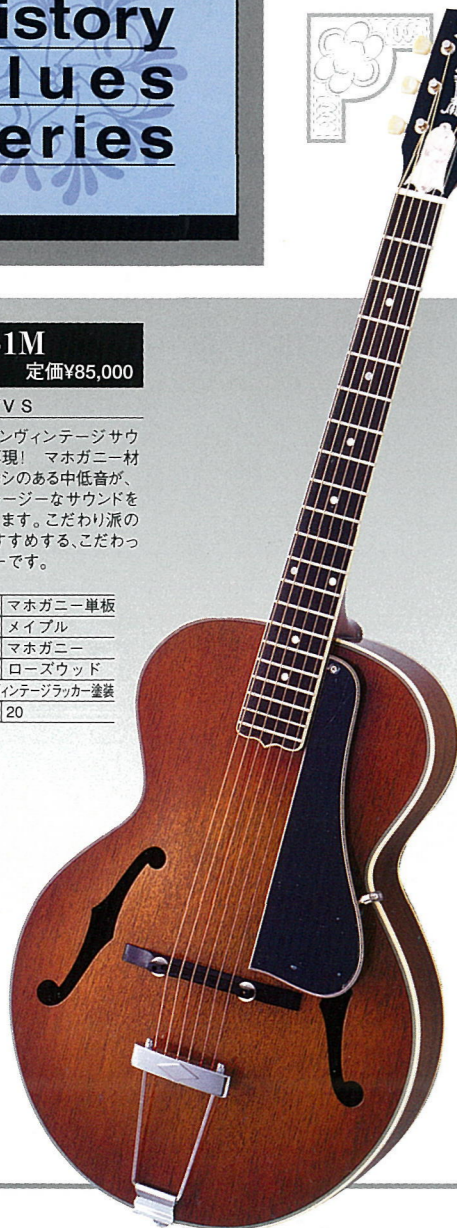 istory
lues
eries
1M
定価¥85,000
V S
ンヴィンテージサウ
現! マホガニー材
シのある中低音が、
ージーなサウンドを
ます。こだわり派の
すすめする、こだわっ
ーです。
マホガニー単板
メイプル
マホガニー
ローズウッド
ィンテージラッカー塗装
20